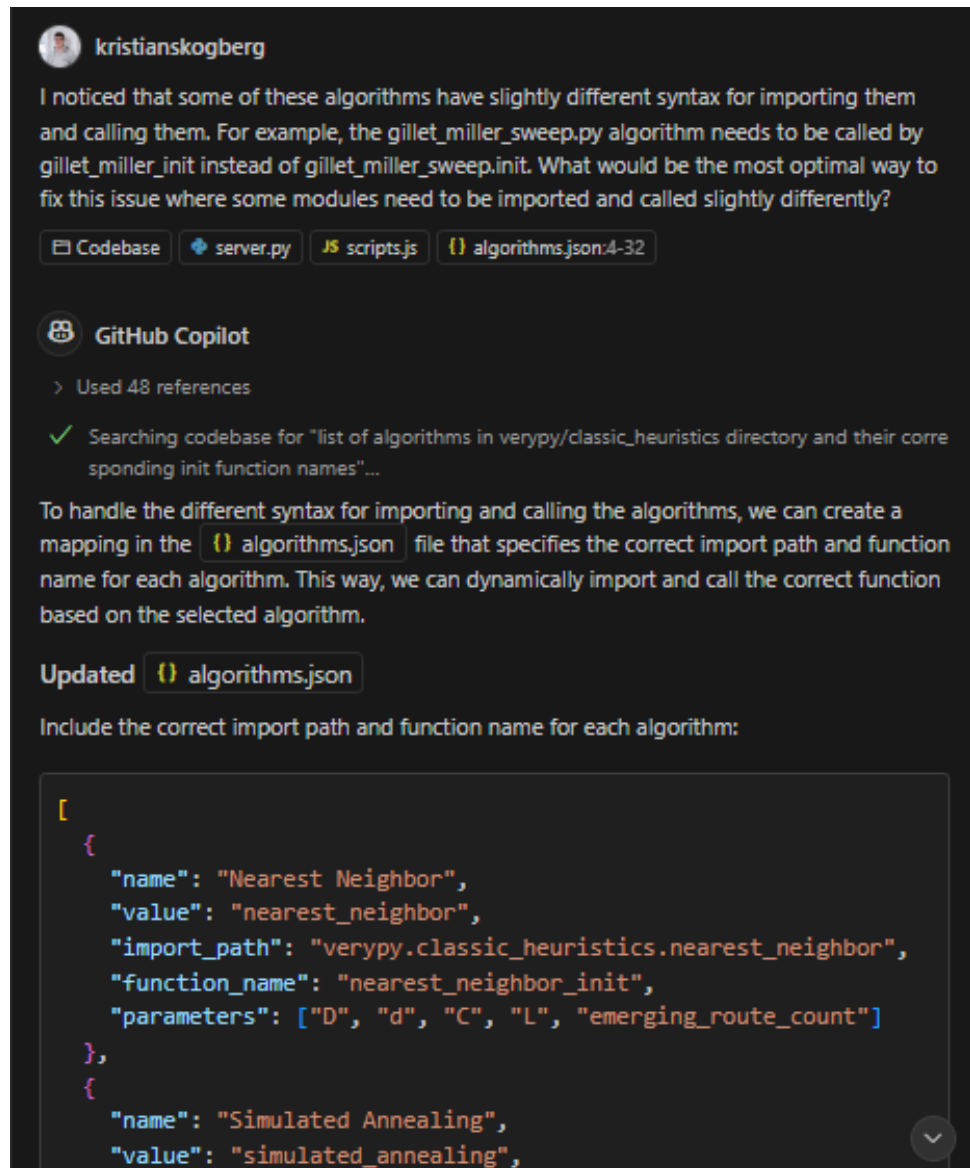 kristianskogberg
I noticed that some of these algorithms have slightly different syntax for importing them
and calling them. For example, the gillet_miller_sweep.py algorithm needs to be called by
gillet_miller_init instead of gillet_miller_sweep.init. What would be the most optimal way to
fix this issue where some modules need to be imported and called slightly differently?
Codebase server.py JS scripts.js {} algorithms.json:4-32
GitHub Copilot
> Used 48 references
Searching codebase for "list of algorithms in verypy/classic_heuristics directory and their corre
sponding init function names"...
To handle the different syntax for importing and calling the algorithms, we can create a
mapping in the {} algorithms.json file that specifies the correct import path and function
name for each algorithm. This way, we can dynamically import and call the correct function
based on the selected algorithm.
Updated {} algorithms.json
Include the correct import path and function name for each algorithm:
[
{
"name": "Nearest Neighbor",
"value": "nearest_neighbor",
"import_path": "verypy.classic_heuristics.nearest_neighbor",
"function_name": "nearest_neighbor_init",
"parameters": ["D", "d", "C", "L", "emerging_route_count"]
},
{
"name": "Simulated Annealing",
"value": "simulated_annealing",